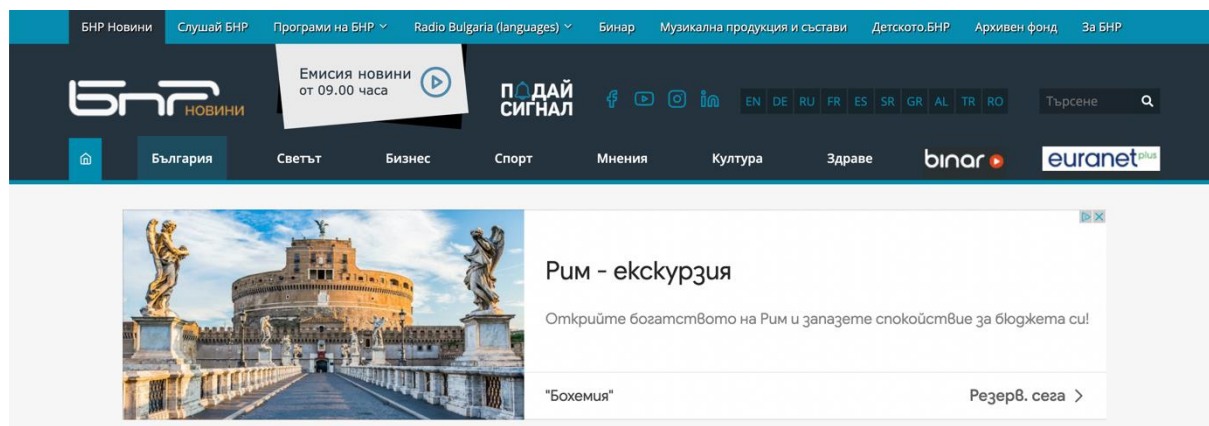 БНР Новини Слушай БНР Програми на БНР Radio Bulgaria (languages) Бинар Музикална продукция и състави Детското.БНР Архивен фонд За БНР
Емисия новини
от 09.00 часа
БНР НОВИНИ
ПОДАЙ
СИГНАЛ
EN DE RU FR ES SR GR AL TR RO
Търсене
България Светът Бизнес Спорт Мнения Култура Здраве binar euranet plus
Рим - екскурзия
Открийте богатството на Рим и запазете спокойствие за бюджета си!
"Бохемия" Резерв. сега